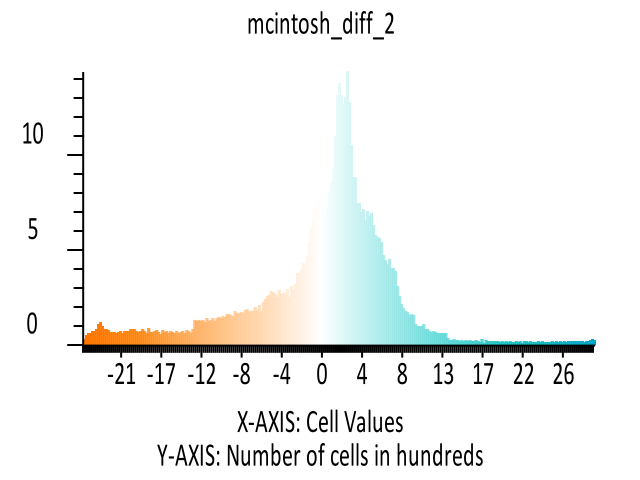 mcintosh_diff_2
10
5
0
-21 -17 -12 -8 -4 0 4 8 13 17 22 26
X-AXIS: Cell Values
Y-AXIS: Number of cells in hundreds